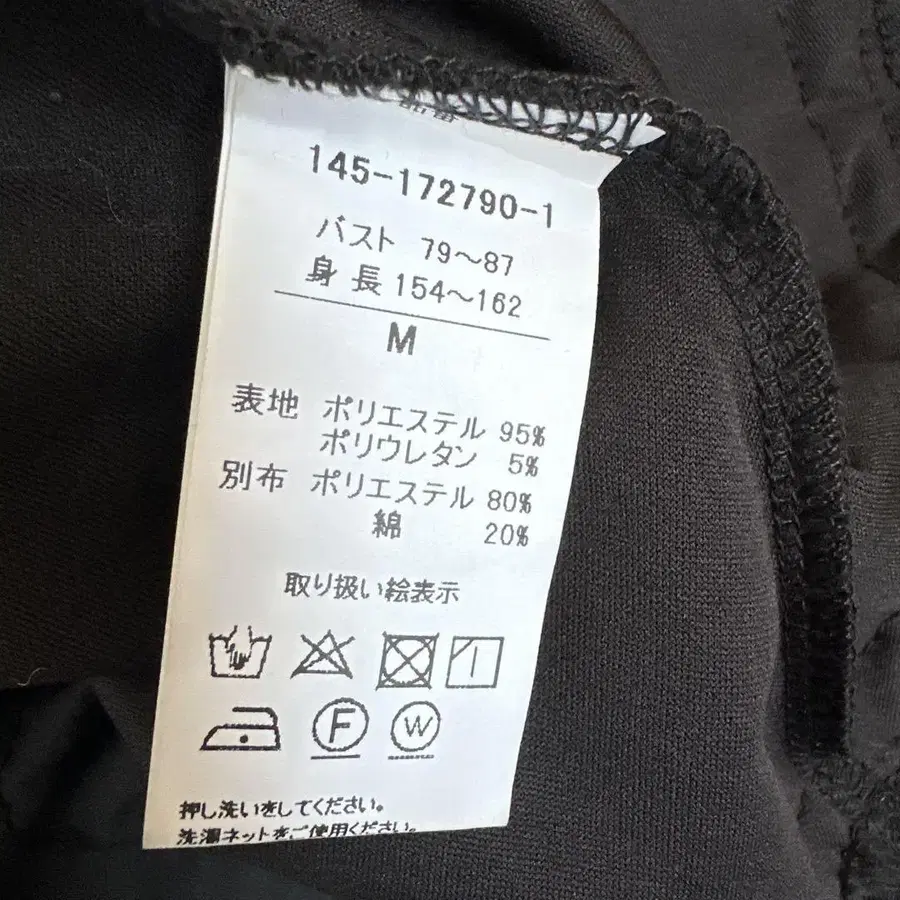 145-172790-1
バスト 79～87
身長 154～162
M
表地 ポリエステル 95%
ポリウレタン 5%
別布 ポリエステル 80%
綿 20%
取り扱い絵表示
F W
押し洗いをしてください。
洗濯ネットをご使用ください。